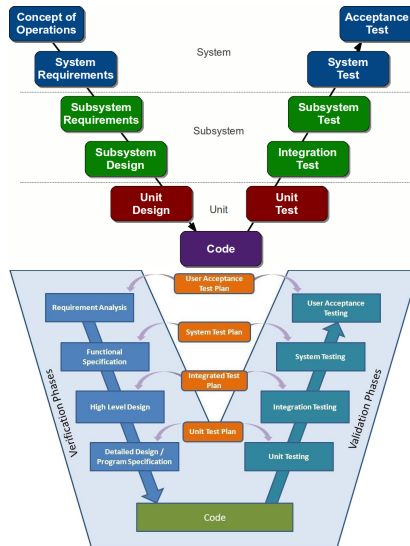 Concept of
Operations
Acceptance
Test
System
System
Requirements
System
Test
Subsystem
Requirements
Subsystem
Test
Subsystem
Subsystem
Design
Integration
Test
Unit
Design
Unit
Unit
Test
Code
User Acceptance
Test Plan
Requirement Analysis
User Acceptance
Testing
System Test Plan
Functional
Specification
System Testing
Integrated Test
Plan
High Level Design
Integration Testing
Unit Test Plan
Detailed Design /
Program Specification
Unit Testing
Verification Phases
Validation Phases
Code